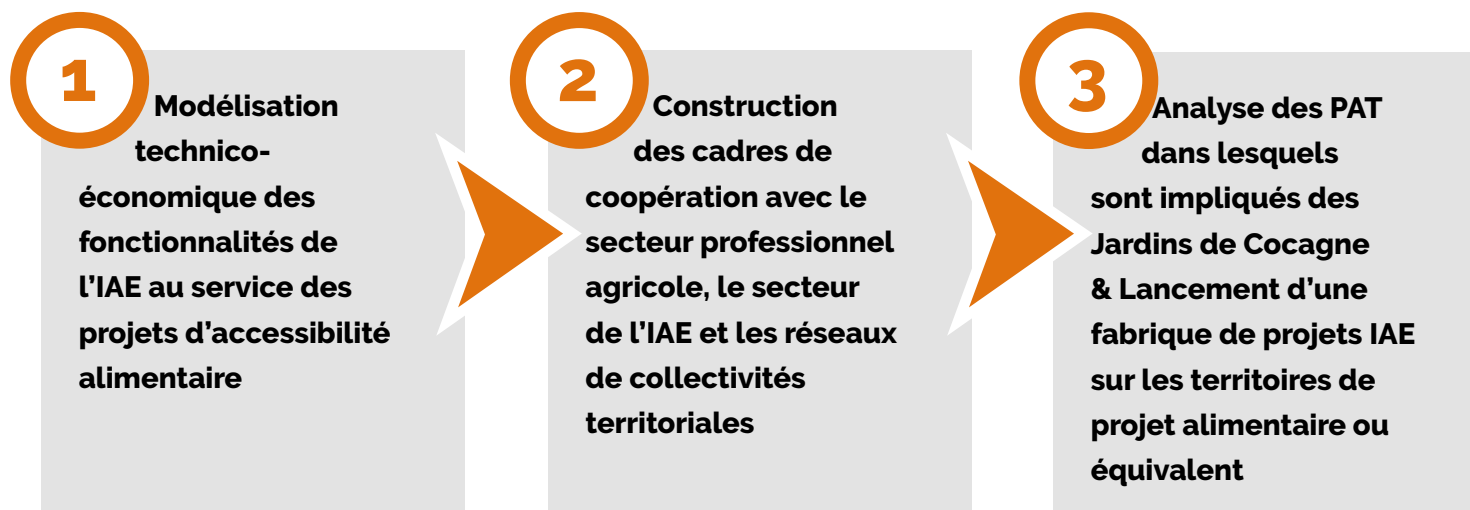 1
Modélisation
technico-
économique des
fonctionnalités de
l’IAE au service des
projets d’accessibilité
alimentaire
2
Construction
des cadres de
coopération avec le
secteur professionnel
agricole, le secteur
de l’IAE et les réseaux
de collectivités
territoriales
3
Analyse des PAT
dans lesquels
sont impliqués des
Jardins de Cocagne
& Lancement d’une
fabrique de projets IAE
sur les territoires de
projet alimentaire ou
équivalent